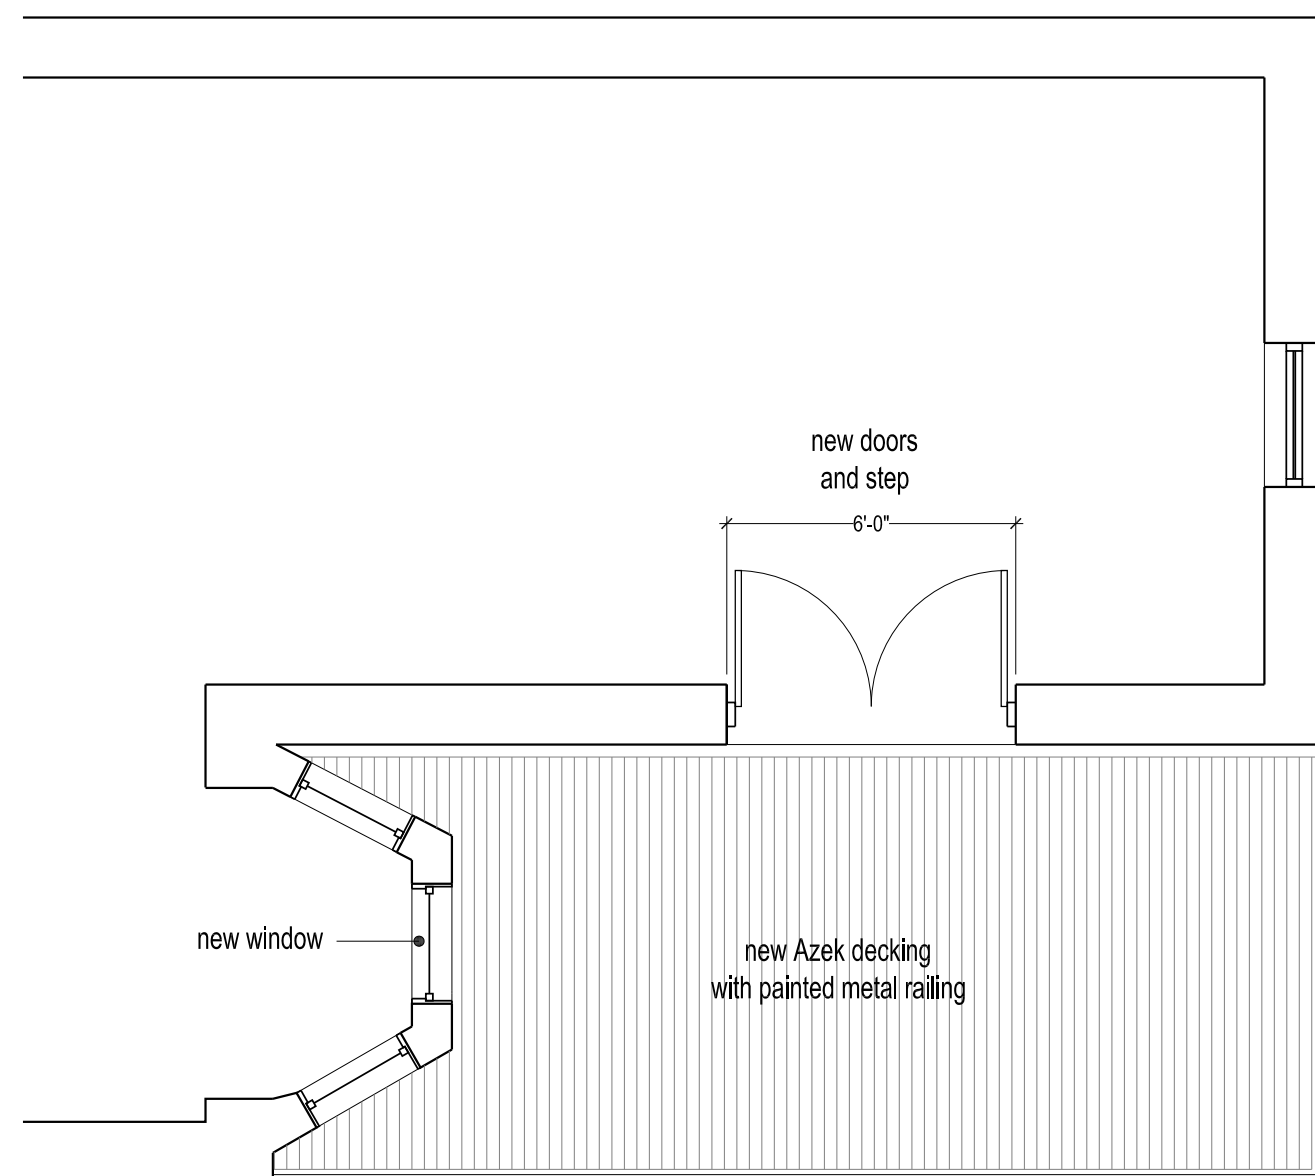 new doors
and step
6'-0"
new window
new Azek decking
with painted metal railing